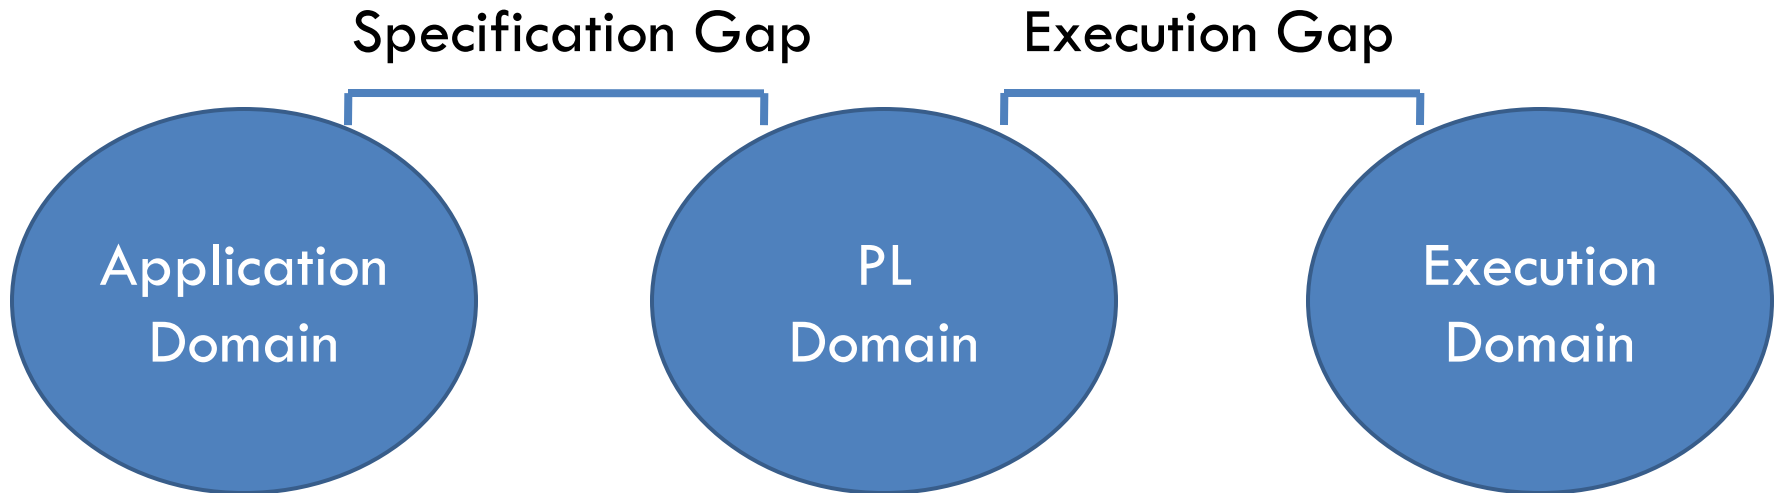 Specification Gap
Execution Gap
Application
Domain
PL
Domain
Execution
Domain